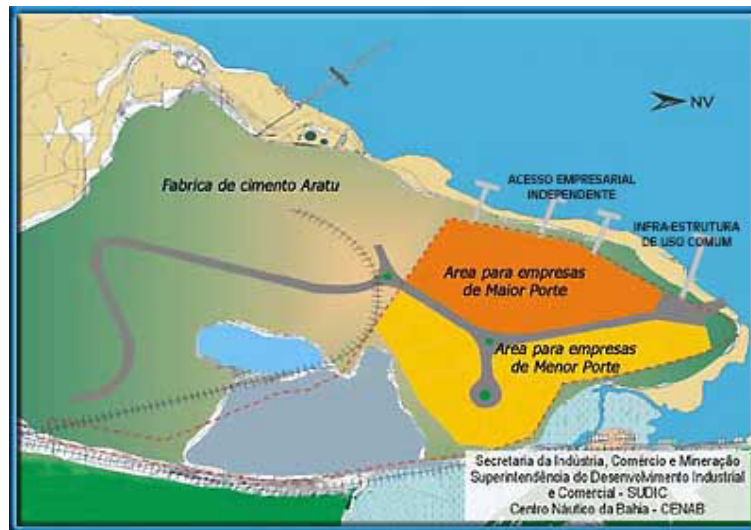 NV
ACESSO EMPRESARIAL
INDEPENDENTE
Fabrica de cimento Aratu
INFRA-ESTRUTURA
DE USO COMUM
Area para empresas
de Maior Porte
Area para empresas
de Menor Porte
Secretaria da Indústria, Comércio e Mineração
Superintendência do Desenvolvimento Industrial
e Comercial - SUDIC
Centro Náutico da Bahia - CENAB